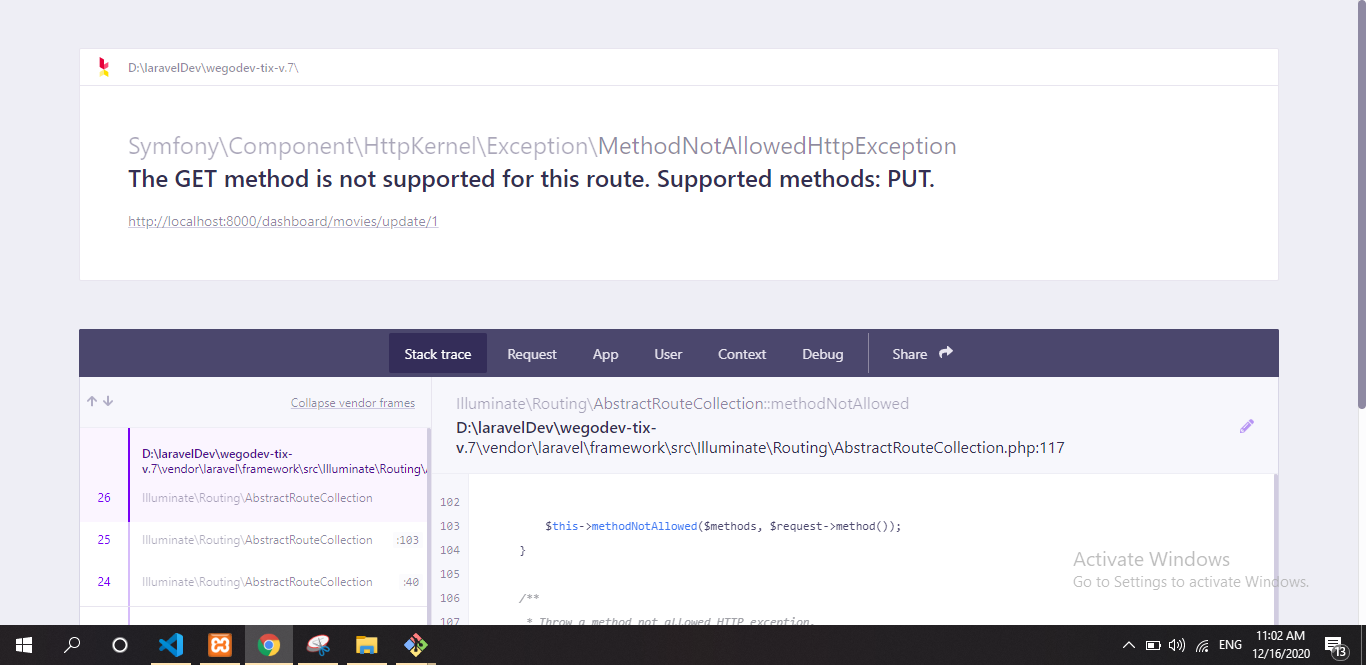 D:\laravelDev\wegodev-tix-v.7\
Symfony\Component\HttpKernel\Exception\MethodNotAllowedHttpException
The GET method is not supported for this route. Supported methods: PUT.
http://localhost:8000/dashboard/movies/update/1
Stack trace Request App User Context Debug Share
Collapse vendor frames
D:\laravelDev\wegodev-tix-
v.7\vendor\laravel\framework\src\Illuminate\Routing\
26 Illuminate\Routing\AbstractRouteCollection
25 Illuminate\Routing\AbstractRouteCollection :103
24 Illuminate\Routing\AbstractRouteCollection :40
Illuminate\Routing\AbstractRouteCollection::methodNotAllowed
D:\laravelDev\wegodev-tix-
v.7\vendor\laravel\framework\src\Illuminate\Routing\AbstractRouteCollection.php:117
102
103 $this->methodNotAllowed($methods, $request->method());
104 }
105
106 /**
107 * Throw a method not allowed HTTP exception.
Activate Windows
Go to Settings to activate Windows.
ENG
11:02 AM
12/16/2020
13